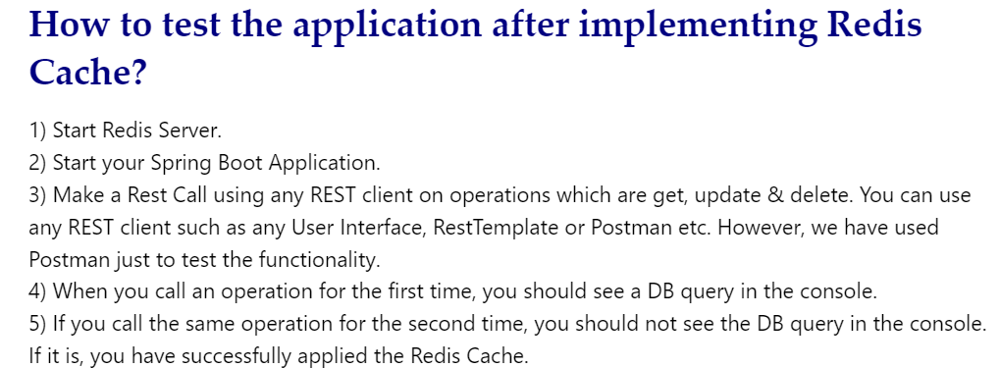 How to test the application after implementing Redis
Cache?
1) Start Redis Server.
2) Start your Spring Boot Application.
3) Make a Rest Call using any REST client on operations which are get, update & delete. You can use
any REST client such as any User Interface, RestTemplate or Postman etc. However, we have used
Postman just to test the functionality.
4) When you call an operation for the first time, you should see a DB query in the console.
5) If you call the same operation for the second time, you should not see the DB query in the console.
If it is, you have successfully applied the Redis Cache.